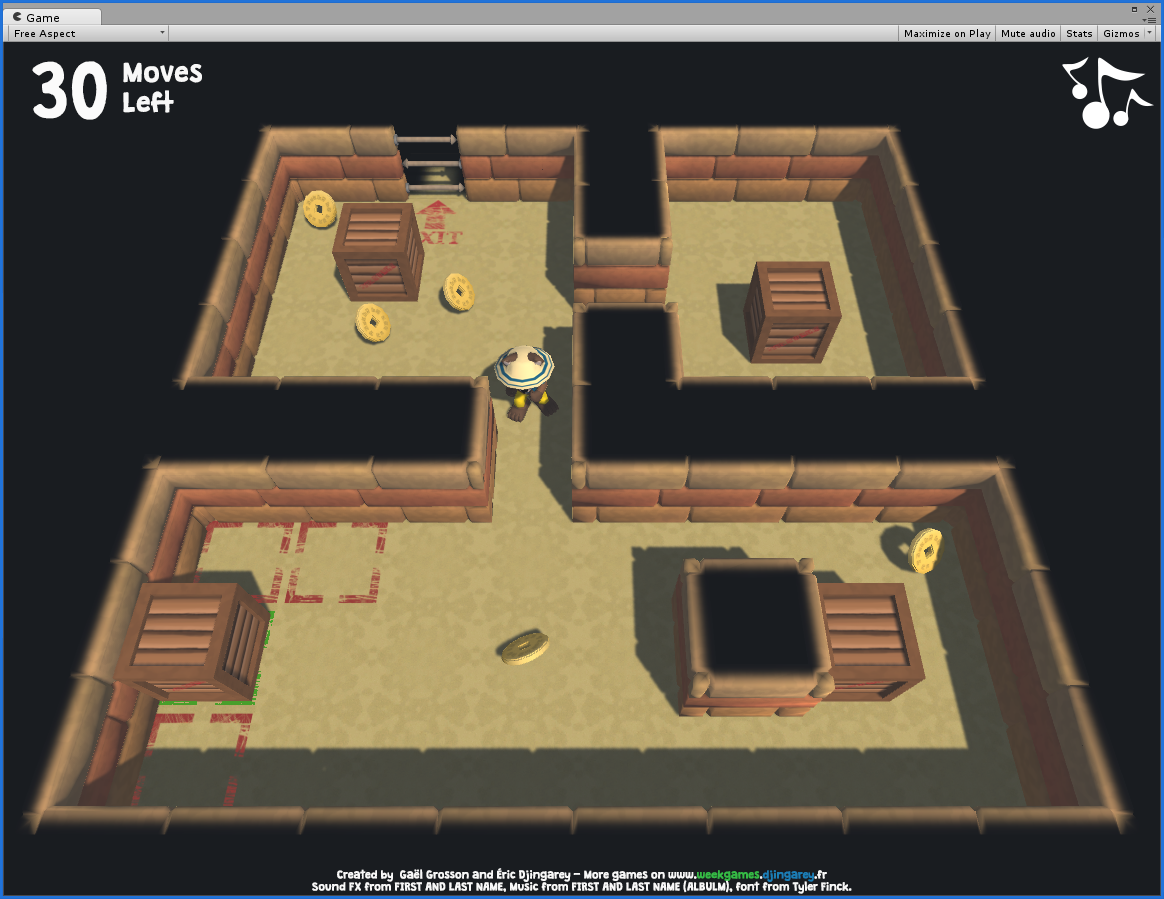 Game
Free Aspect
Maximize on Play Mute audio Stats Gizmos
30 Moves
Left
EXIT
Created by Gaël Grosson and Éric Djingarey – More games on www.weekgames.djingarey.fr
Sound FX from FIRST AND LAST NAME, Music from FIRST AND LAST NAME (ALBULM), font from Tyler Finck.